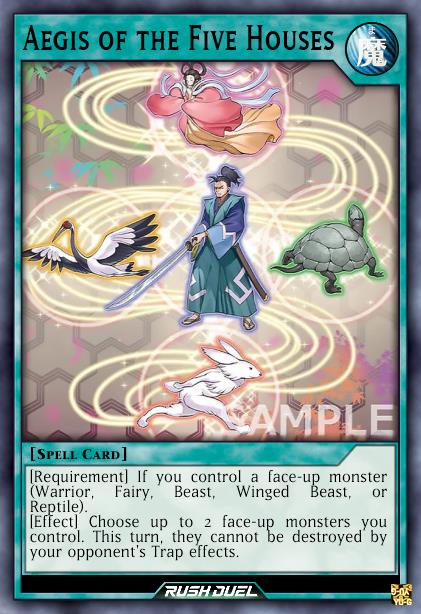 Aegis of the Five Houses
ま
魔
SAMPLE
[Spell Card]
[Requirement] If you control a face-up monster
(Warrior, Fairy, Beast, Winged Beast, or
Reptile).
[Effect] Choose up to 2 face-up monsters you
control. This turn, they cannot be destroyed by
your opponent's Trap effects.
RUSH DUEL